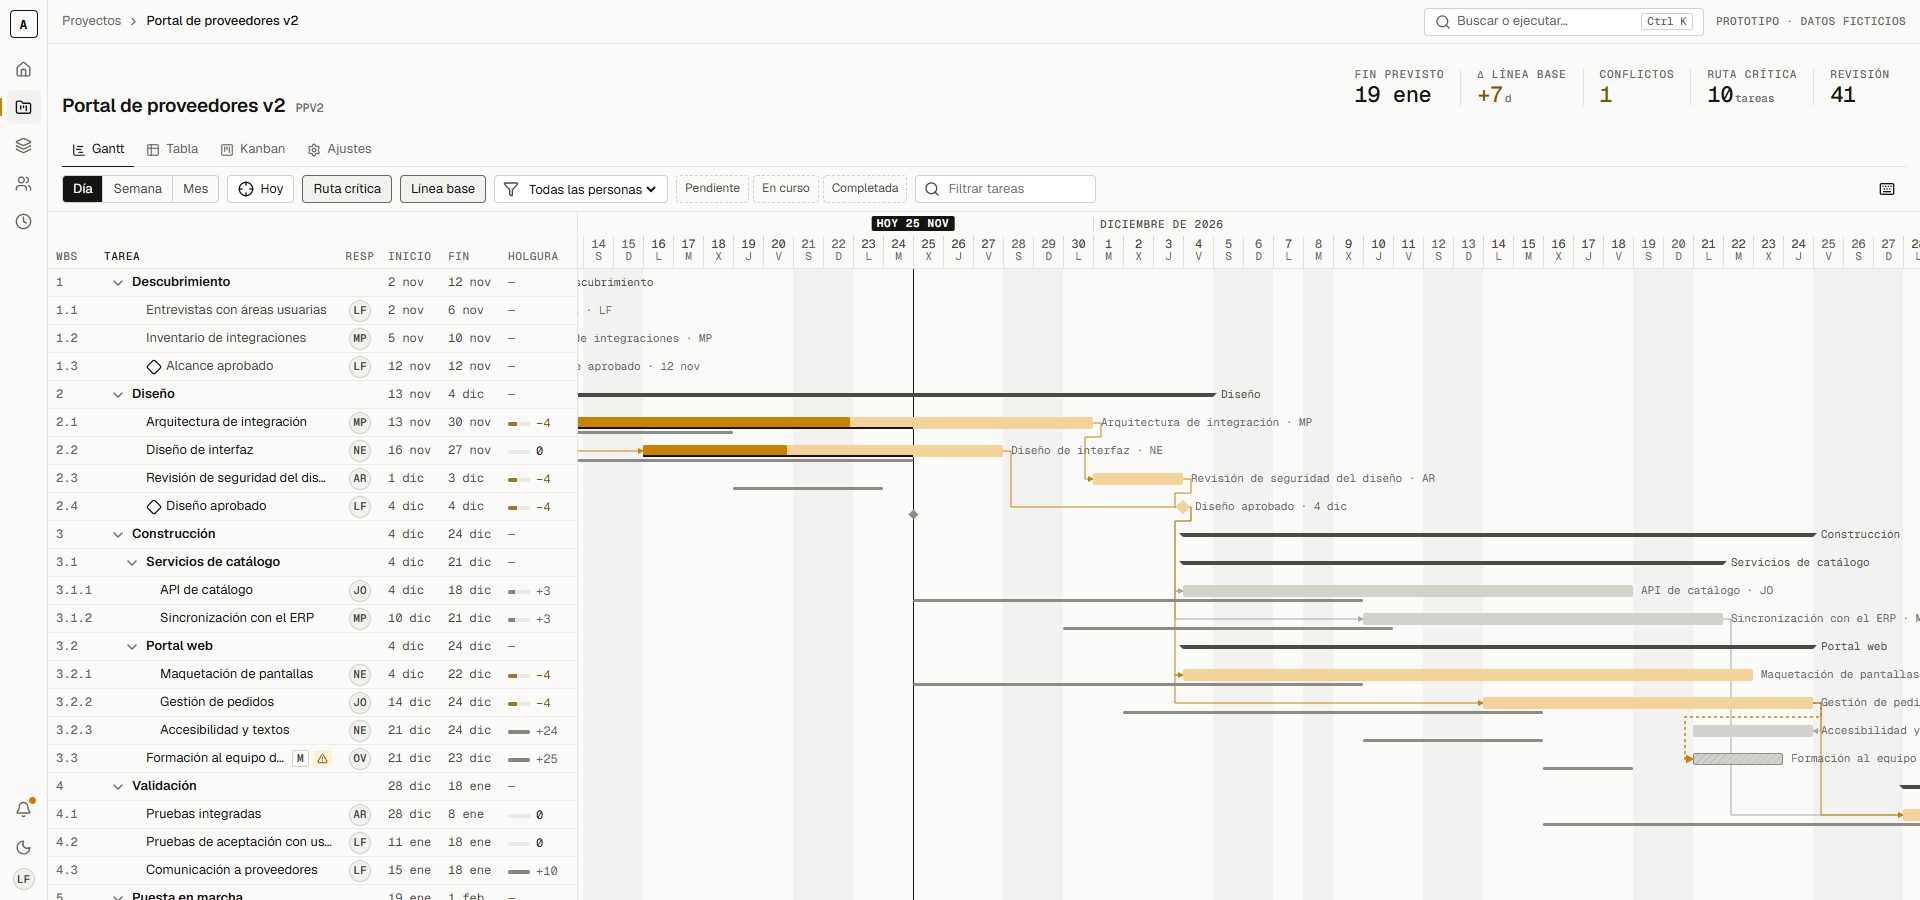 A
Proyectos > Portal de proveedores v2
Buscar o ejecutar… Ctrl K
PROTOTIPO · DATOS FICTICIOS
Portal de proveedores v2 PPV2
FIN PREVISTO
19 ene
Δ LÍNEA BASE
+7d
CONFLICTOS
1
RUTA CRÍTICA
10 tareas
REVISIÓN
41
Gantt Tabla Kanban Ajustes
Día Semana Mes Hoy Ruta crítica Línea base Todas las personas Pendiente En curso Completada Filtrar tareas
HOY 25 NOV DICIEMBRE DE 2026
WBS TAREA RESP INICIO FIN HOLGURA
14 15 16 17 18 19 20 21 22 23 24 25 26 27 28 29 30 1 2 3 4 5 6 7 8 9 10 11 12 13 14 15 16 17 18 19 20 21 22 23 24 25 26 27
S D L M X J V S D L M X J V S D L M X J V S D L M X J V S D L M X J V S D L M X J V S D L
1 Descubrimiento 2 nov 12 nov —
scubrimiento
1.1 Entrevistas con áreas usuarias LF 2 nov 6 nov —
· LF
1.2 Inventario de integraciones MP 5 nov 10 nov —
de integraciones · MP
1.3 Alcance aprobado LF 12 nov 12 nov —
aprobado · 12 nov
2 Diseño 13 nov 4 dic —
Diseño
2.1 Arquitectura de integración MP 13 nov 30 nov −4
Arquitectura de integración · MP
2.2 Diseño de interfaz NE 16 nov 27 nov 0
Diseño de interfaz · NE
2.3 Revisión de seguridad del dis… AR 1 dic 3 dic −4
Revisión de seguridad del diseño · AR
2.4 Diseño aprobado LF 4 dic 4 dic −4
Diseño aprobado · 4 dic
3 Construcción 4 dic 24 dic —
Construcción
3.1 Servicios de catálogo 4 dic 21 dic —
Servicios de catálogo
3.1.1 API de catálogo JO 4 dic 18 dic +3
API de catálogo · JO
3.1.2 Sincronización con el ERP MP 10 dic 21 dic +3
Sincronización con el ERP ·
3.2 Portal web 4 dic 24 dic —
Portal web
3.2.1 Maquetación de pantallas NE 4 dic 22 dic −4
Maquetación de pantallas
3.2.2 Gestión de pedidos JO 14 dic 24 dic −4
Gestión de pedi
3.2.3 Accesibilidad y textos NE 21 dic 24 dic +24
Accesibilidad y
3.3 Formación al equipo d… M OV 21 dic 23 dic +25
Formación al equipo
4 Validación 28 dic 18 ene —
4.1 Pruebas integradas AR 28 dic 8 ene 0
4.2 Pruebas de aceptación con us… LF 11 ene 18 ene 0
4.3 Comunicación a proveedores LF 15 ene 18 ene +10
5 Puesta en marcha 19 ene 1 feb —
LF